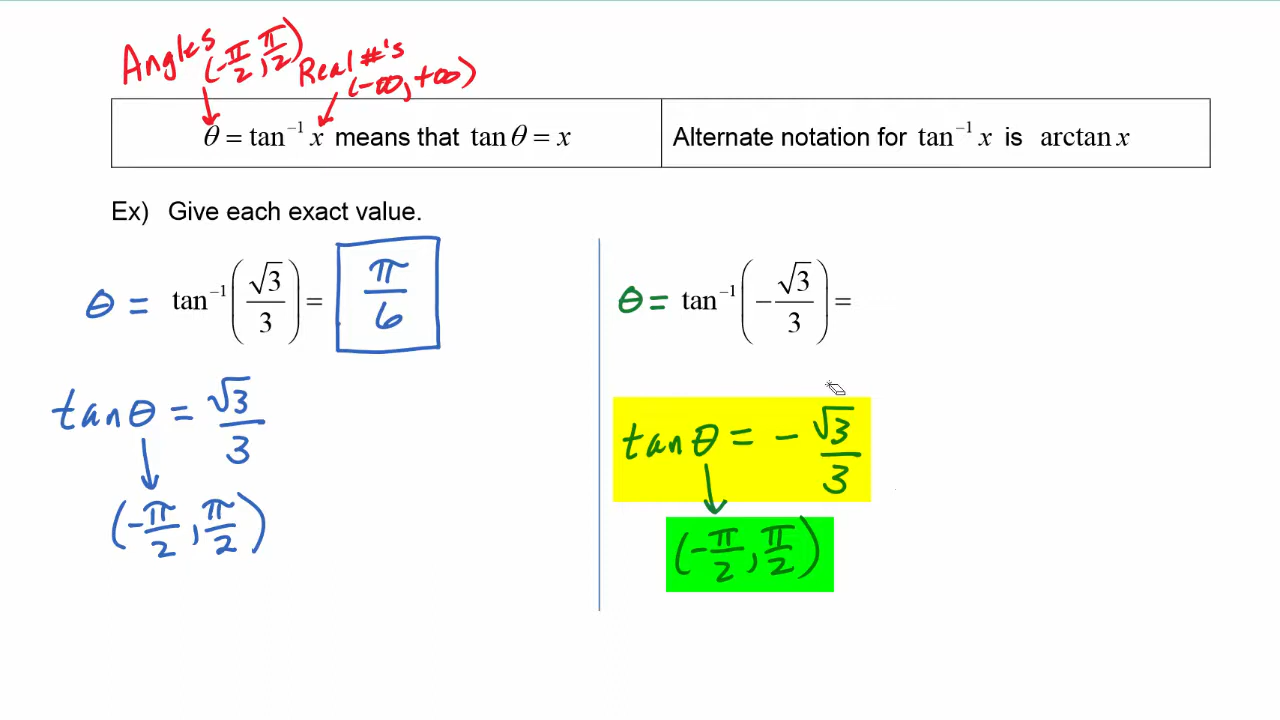 Angles (-π/2, π/2)
Real #'s (-∞, +∞)
θ = tan⁻¹ x means that tan θ = x
Alternate notation for tan⁻¹ x is arctan x
Ex) Give each exact value.
θ = tan⁻¹(√3/3) = π/6
tanθ = √3/3
(-π/2, π/2)
θ = tan⁻¹(-√3/3) =
tanθ = -√3/3
(-π/2, π/2)